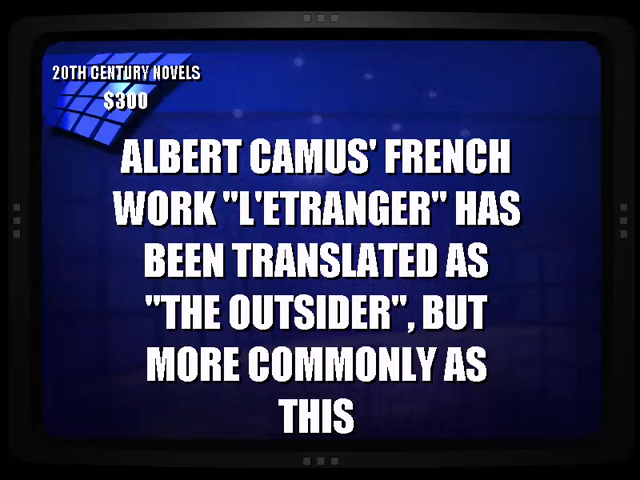 20TH CENTURY NOVELS
$300
ALBERT CAMUS' FRENCH
WORK "L'ETRANGER" HAS
BEEN TRANSLATED AS
"THE OUTSIDER", BUT
MORE COMMONLY AS
THIS